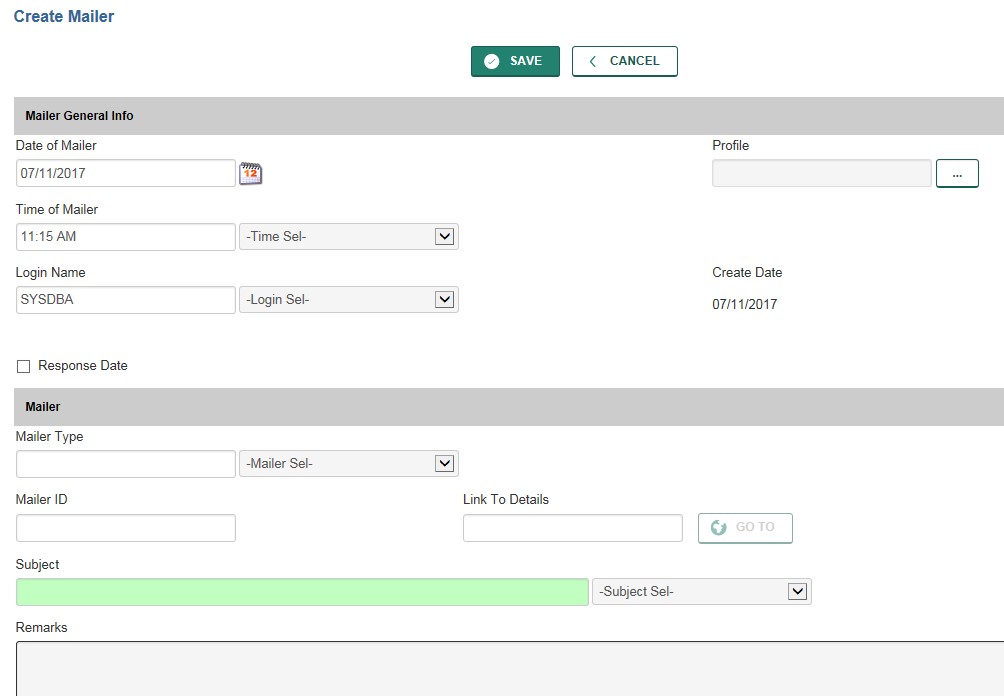 Create Mailer
SAVE
CANCEL
Mailer General Info
Date of Mailer
Profile
07/11/2017
12
...
Time of Mailer
11:15 AM
-Time Sel-
Login Name
Create Date
SYSDBA
-Login Sel-
07/11/2017
Response Date
Mailer
Mailer Type
-Mailer Sel-
Mailer ID
Link To Details
GO TO
Subject
-Subject Sel-
Remarks